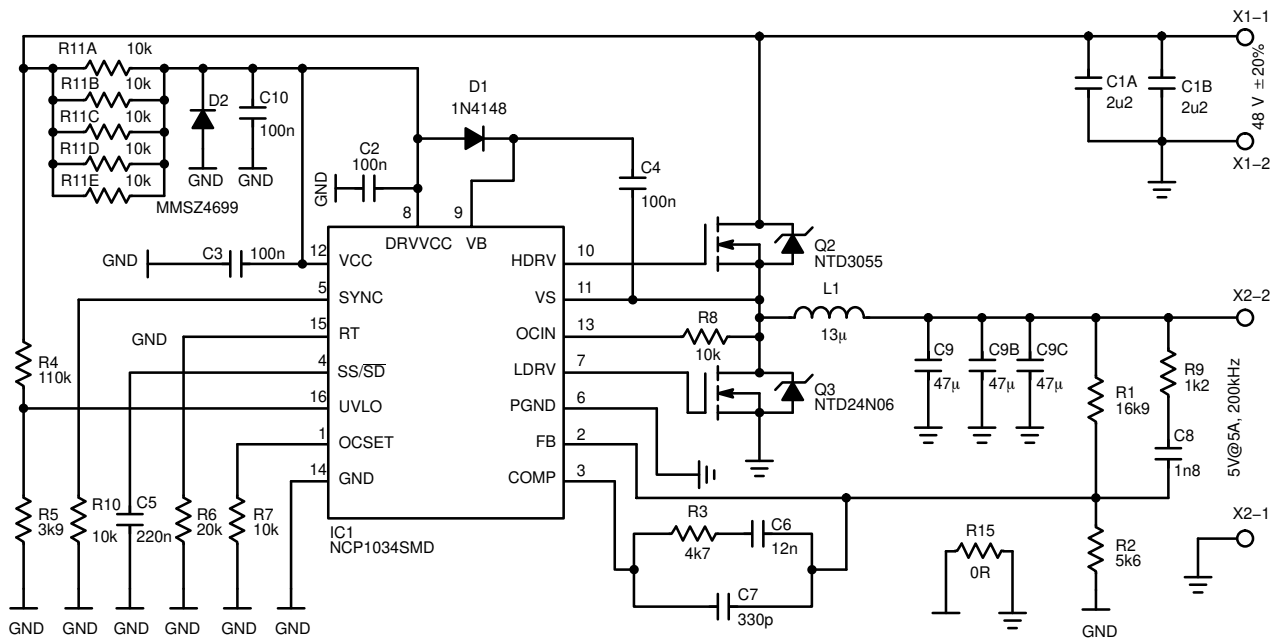 X1−1
R11A 10k
R11B 10k
R11C 10k
R11D 10k
R11E 10k
MMSZ4699
D2
C10
100n
GND GND
D1
1N4148
C2
100n
GND
C4
100n
C1A
2u2
C1B
2u2
48 V ±20%
X1−2
8 9
DRVVCC VB
GND C3 100n
12 VCC
5 SYNC
15 RT
4 SS/SD
16 UVLO
1 OCSET
14 GND
HDRV 10
VS 11
OCIN 13
LDRV 7
PGND 6
FB 2
COMP 3
IC1
NCP1034SMD
GND
Q2
NTD3055
L1
13µ
X2−2
R8
10k
Q3
NTD24N06
C9
47µ
C9B
47µ
C9C
47µ
R1
16k9
R9
1k2
C8
1n8
5V@5A, 200kHz
R4
110k
R5
3k9
R10
10k
C5
220n
R6
20k
R7
10k
R3
4k7
C6
12n
C7
330p
R15
0R
R2
5k6
X2−1
GND GND GND GND GND GND
GND